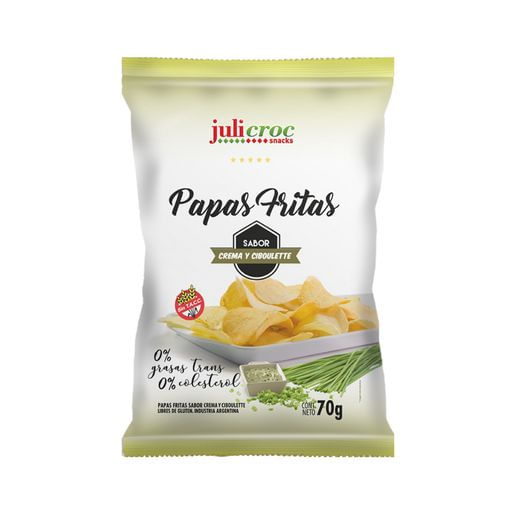 julicroc
snacks
Papas Fritas
SABOR
CREMA Y CIBOULETTE
Sin T.A.C.C.
0%
grasas trans
0% colesterol
PAPAS FRITAS SABOR CREMA Y CIBOULETTE
LIBRES DE GLUTEN. INDUSTRIA ARGENTINA
CONT.
NETO 70g